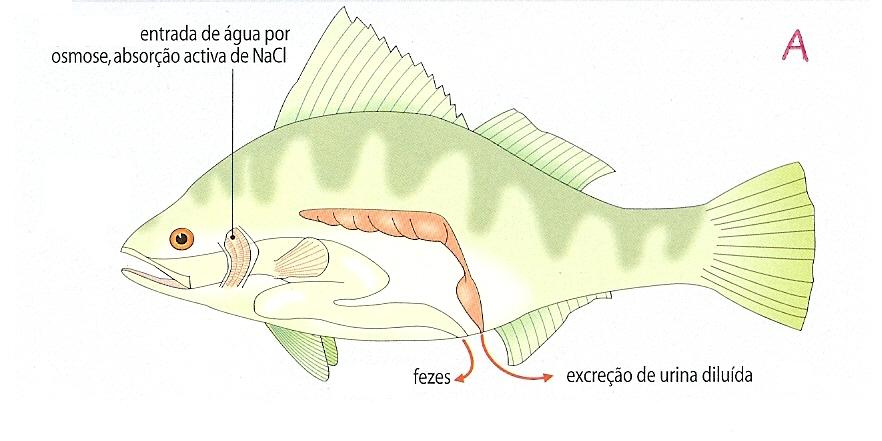 entrada de água por
osmose, absorção activa de NaCl
A
fezes
excreção de urina diluída